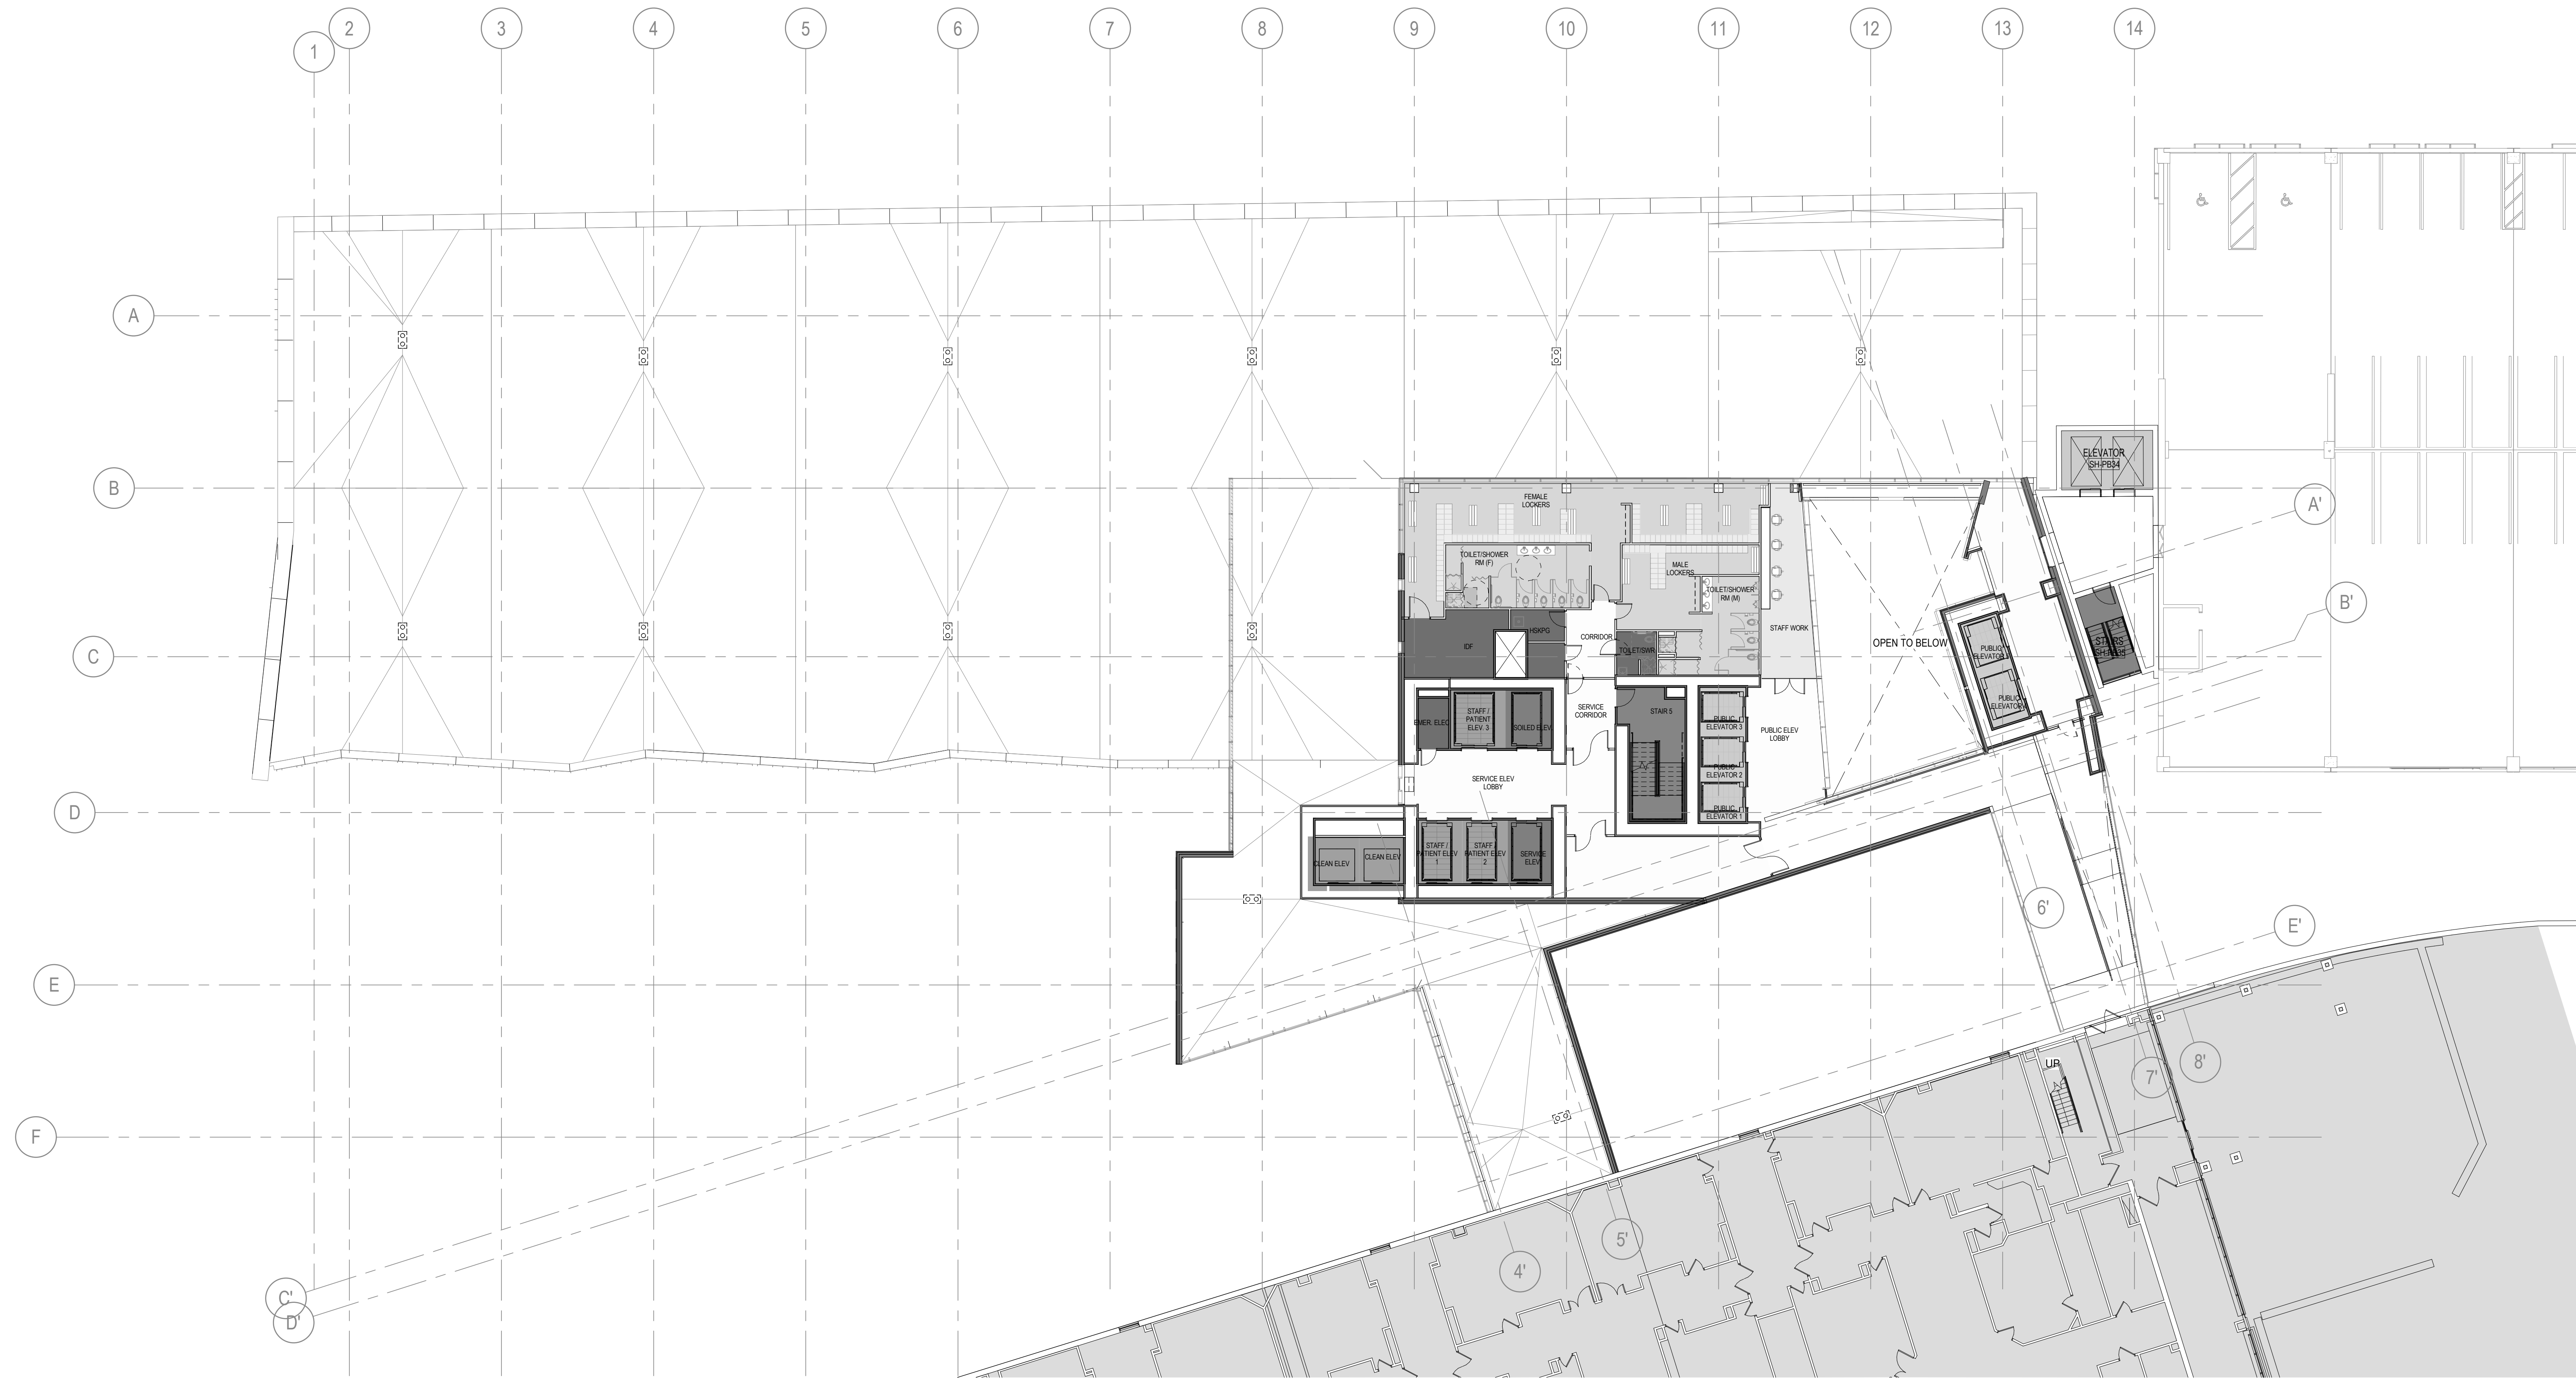 1
2
3
4
5
6
7
8
9
10
11
12
13
14
A
B
C
D
E
F
A'
B'
C'
D'
E'
4'
5'
6'
7'
8'
FEMALE
LOCKERS
TOILET/SHOWER
RM (F)
MALE
LOCKERS
TOILET/SHOWER
RM (M)
HSKPG
CORRIDOR
IDF
TOILET/SWR
STAFF WORK
OPEN TO BELOW
ELEVATOR
SH-PB34
STAIRS
PUBLIC
ELEVATOR
PUBLIC
ELEVATOR
EMER. ELEC
STAFF /
PATIENT
ELEV. 3
SOILED ELEV
SERVICE
CORRIDOR
STAIR 5
PUBLIC
ELEVATOR 3
PUBLIC
ELEVATOR 2
PUBLIC
ELEVATOR 1
PUBLIC ELEV
LOBBY
SERVICE ELEV
LOBBY
CLEAN ELEV
CLEAN ELEV
STAFF /
PATIENT ELEV
1
STAFF /
PATIENT ELEV
2
SERVICE
ELEV
UP